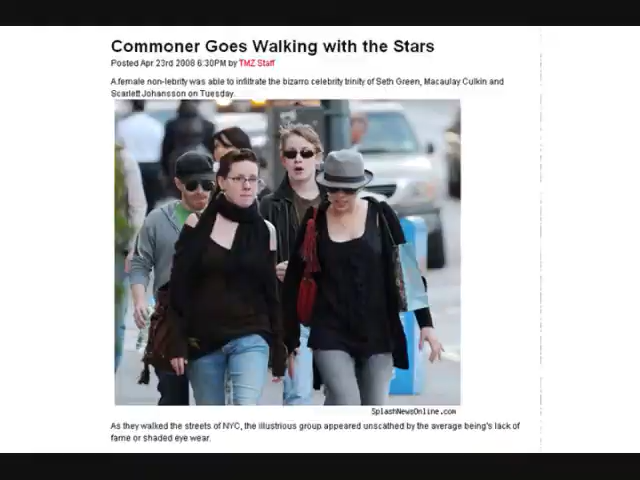 Commoner Goes Walking with the Stars
Posted Apr 23rd 2008 6:30PM by TMZ Staff
A female non-lebrity was able to infiltrate the bizarro celebrity trinity of Seth Green, Macaulay Culkin and
Scarlett Johansson on Tuesday.
SplashNewsOnline.com
As they walked the streets of NYC, the illustrious group appeared unscathed by the average being's lack of
fame or shaded eye wear.